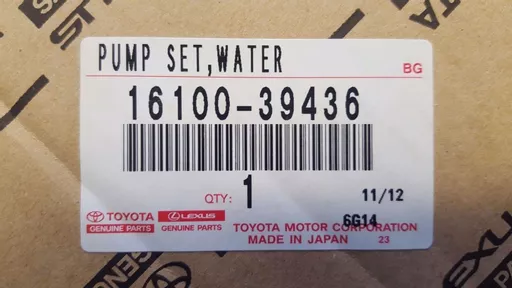 PUMP SET,WATER
BG
16100-39436
QTY: 1
11/12
6G14
TOYOTA
GENUINE PARTS
LEXUS
GENUINE PARTS
TOYOTA MOTOR CORPORATION
MADE IN JAPAN 23